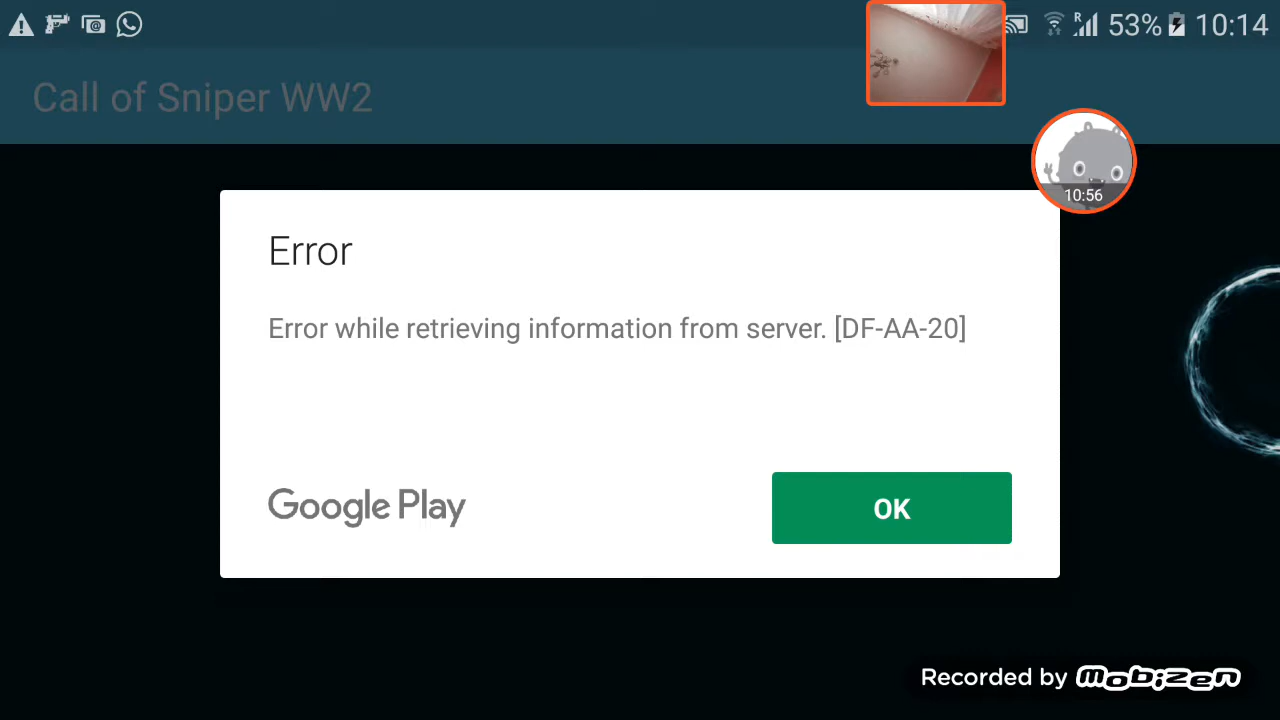 R 53% 10:14
Call of Sniper WW2
10:56
Error
Error while retrieving information from server. [DF-AA-20]
Google Play
OK
Recorded by mobizen